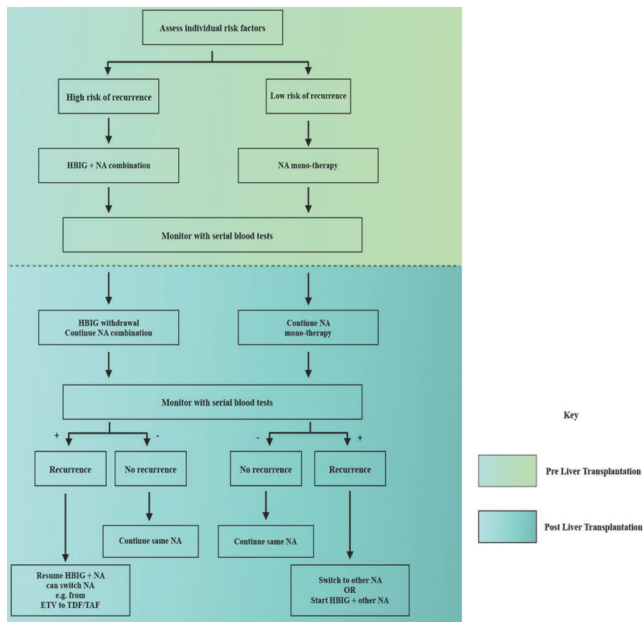 Assess individual risk factors
High risk of recurrence
Low risk of recurrence
HBIG + NA combination
NA mono-therapy
Monitor with serial blood tests
HBIG withdrawal
Continue NA combination
Continue NA
mono-therapy
Monitor with serial blood tests
+
-
-
+
Recurrence
No recurrence
No recurrence
Recurrence
Continue same NA
Continue same NA
Resume HBIG + NA
can switch NA
e.g. from
ETV to TDF/TAF
Switch to other NA
OR
Start HBIG + other NA
Key
Pre Liver Transplantation
Post Liver Transplantation